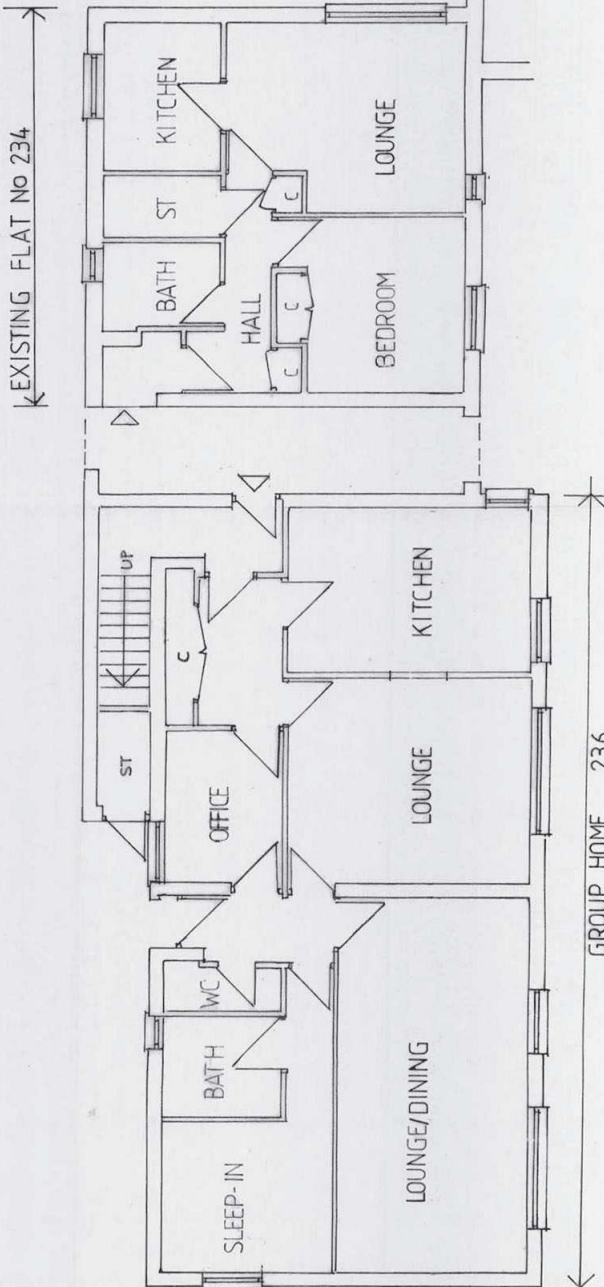 EXISTING FLAT No 234
KITCHEN
LOUNGE
ST
C
BATH
HALL
C
BEDROOM
C
UP
C
KITCHEN
ST
OFFICE
LOUNGE
WC
BATH
SLEEP-IN
LOUNGE/DINING
GROUP HOME 236